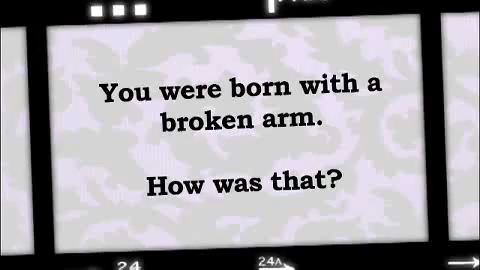 You were born with a
broken arm.
How was that?
24
24A